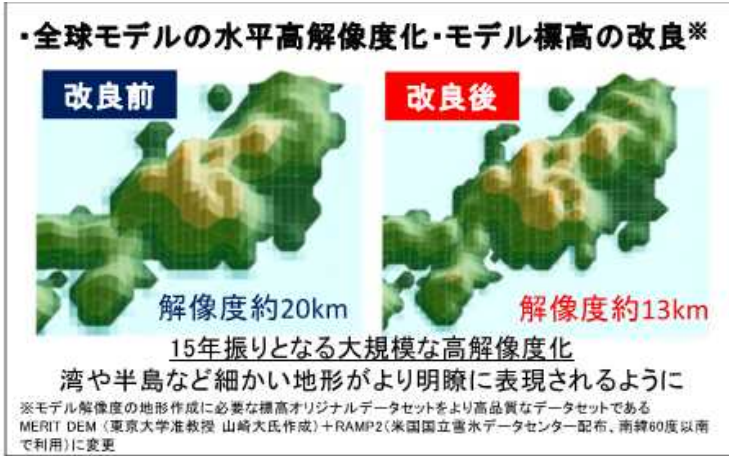 ・全球モデルの水平高解像度化・モデル標高の改良※
改良前
改良後
解像度約20km
解像度約13km
15年振りとなる大規模な高解像度化
湾や半島など細かい地形がより明瞭に表現されるように
※モデル解像度の地形作成に必要な標高オリジナルデータセットをより高品質なデータセットである
MERIT DEM（東京大学准教授 山崎大氏作成）＋RAMP2（米国国立雪氷データセンター配布、南緯60度以南
で利用）に変更